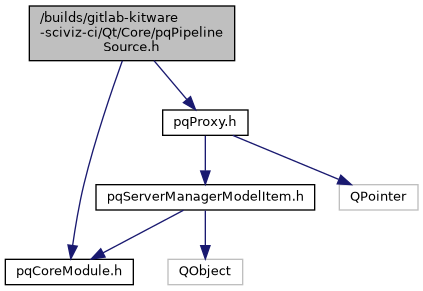 /builds/gitlab-kitware
-sciviz-ci/Qt/Core/pqPipeline
Source.h
pqProxy.h
pqServerManagerModelItem.h
QPointer
pqCoreModule.h
QObject